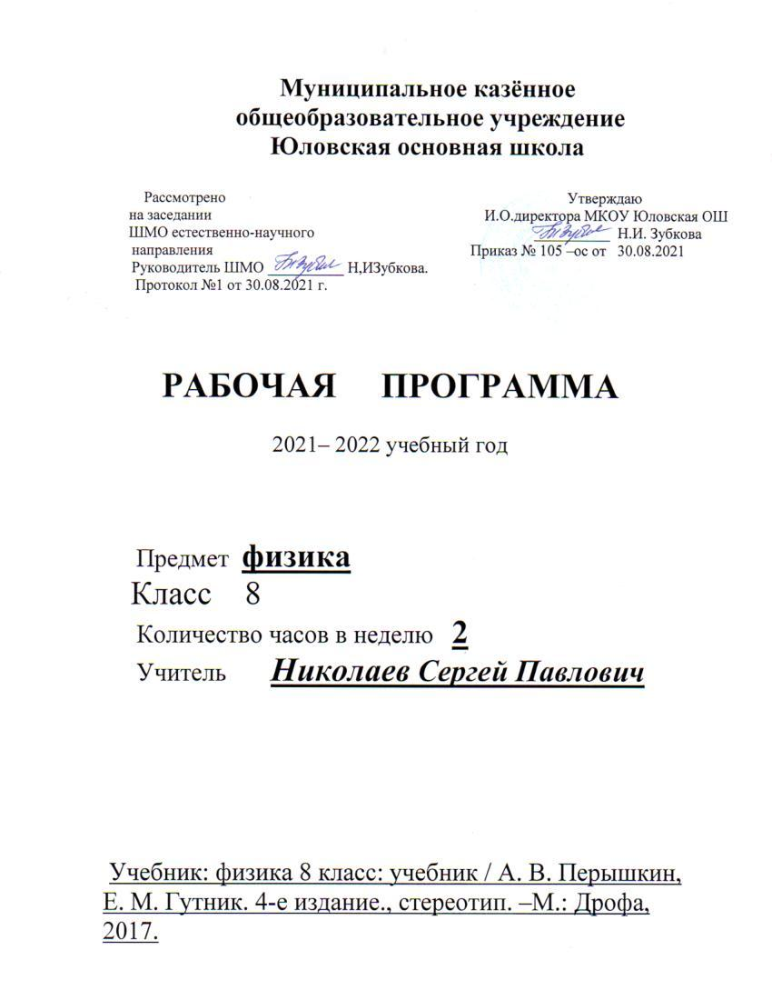 Муниципальное казённое
общеобразовательное учреждение
Юловская основная школа
Рассмотрено
на заседании
ШМО естественно-научного
направления
Руководитель ШМО __________ Н,ИЗубкова.
Протокол №1 от 30.08.2021 г.
Утверждаю
И.О.директора МКОУ Юловская ОШ
__________ Н.И. Зубкова
Приказ № 105 –ос от 30.08.2021
РАБОЧАЯ ПРОГРАММА
2021– 2022 учебный год
Предмет физика
Класс 8
Количество часов в неделю 2
Учитель Николаев Сергей Павлович
Учебник: физика 8 класс: учебник / А. В. Перышкин,
Е. М. Гутник. 4-е издание., стереотип. –М.: Дрофа,
2017.